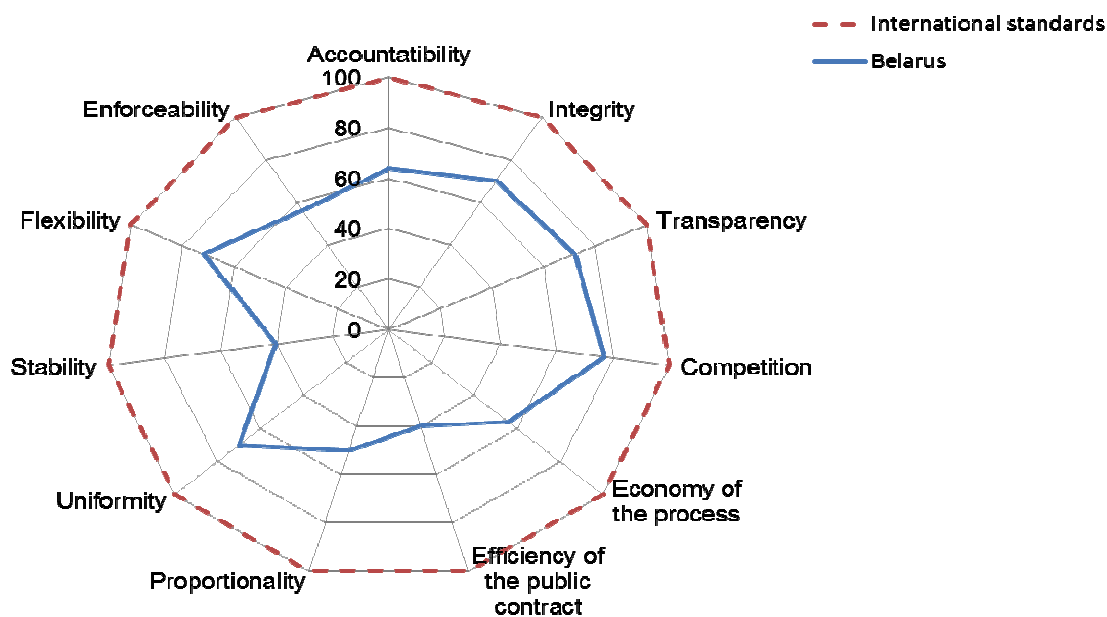 International standards
Belarus
Accountatibility
100
Enforceability
Integrity
80
60
Flexibility
Transparency
40
20
0
Stability
Competition
Uniformity
Economy of
the process
Proportionality
Efficiency of
the public
contract